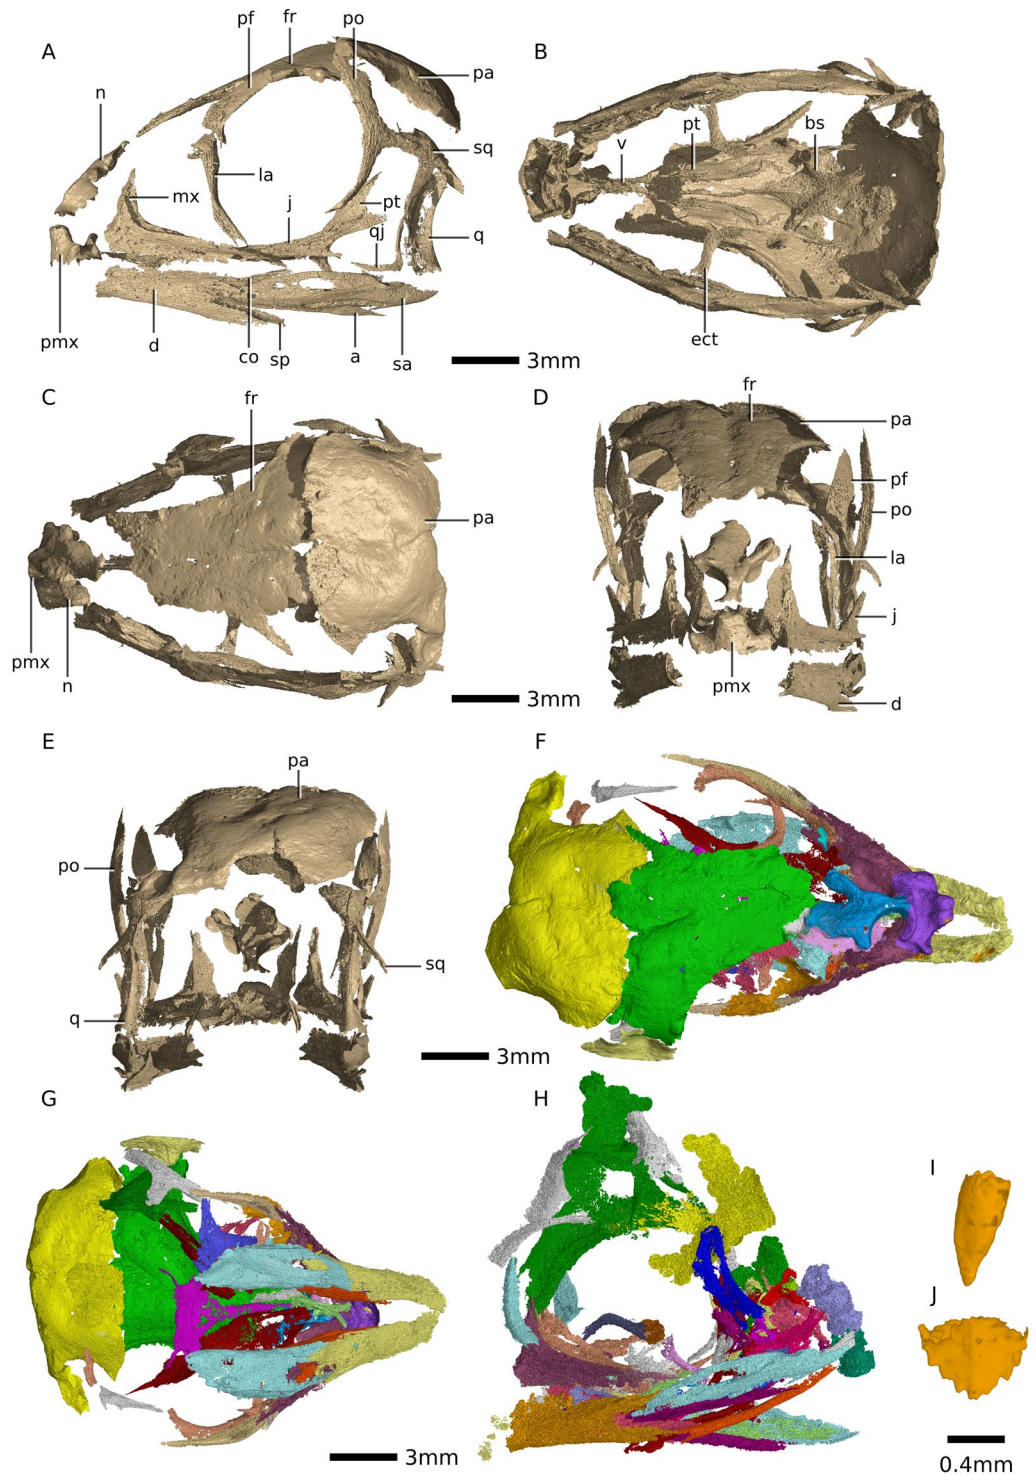 A
pf
fr
po
pa
n
sq
la
mx
pt
j
qj
q
pmx
d
co
sp
a
sa
3mm
B
v
pt
bs
ect
3mm
C
fr
pa
pmx
n
3mm
D
fr
pa
pf
po
la
j
pmx
d
E
pa
po
sq
q
3mm
F
G
3mm
H
I
J
0.4mm